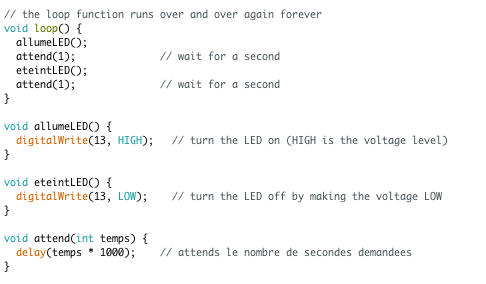 // the loop function runs over and over again forever
void loop() {
  allumeLED();
  attend(1);              // wait for a second
  eteintLED();
  attend(1);              // wait for a second
}

void allumeLED() {
  digitalWrite(13, HIGH);   // turn the LED on (HIGH is the voltage level)
}

void eteintLED() {
  digitalWrite(13, LOW);    // turn the LED off by making the voltage LOW
}

void attend(int temps) {
  delay(temps * 1000);    // attends le nombre de secondes demandees
}